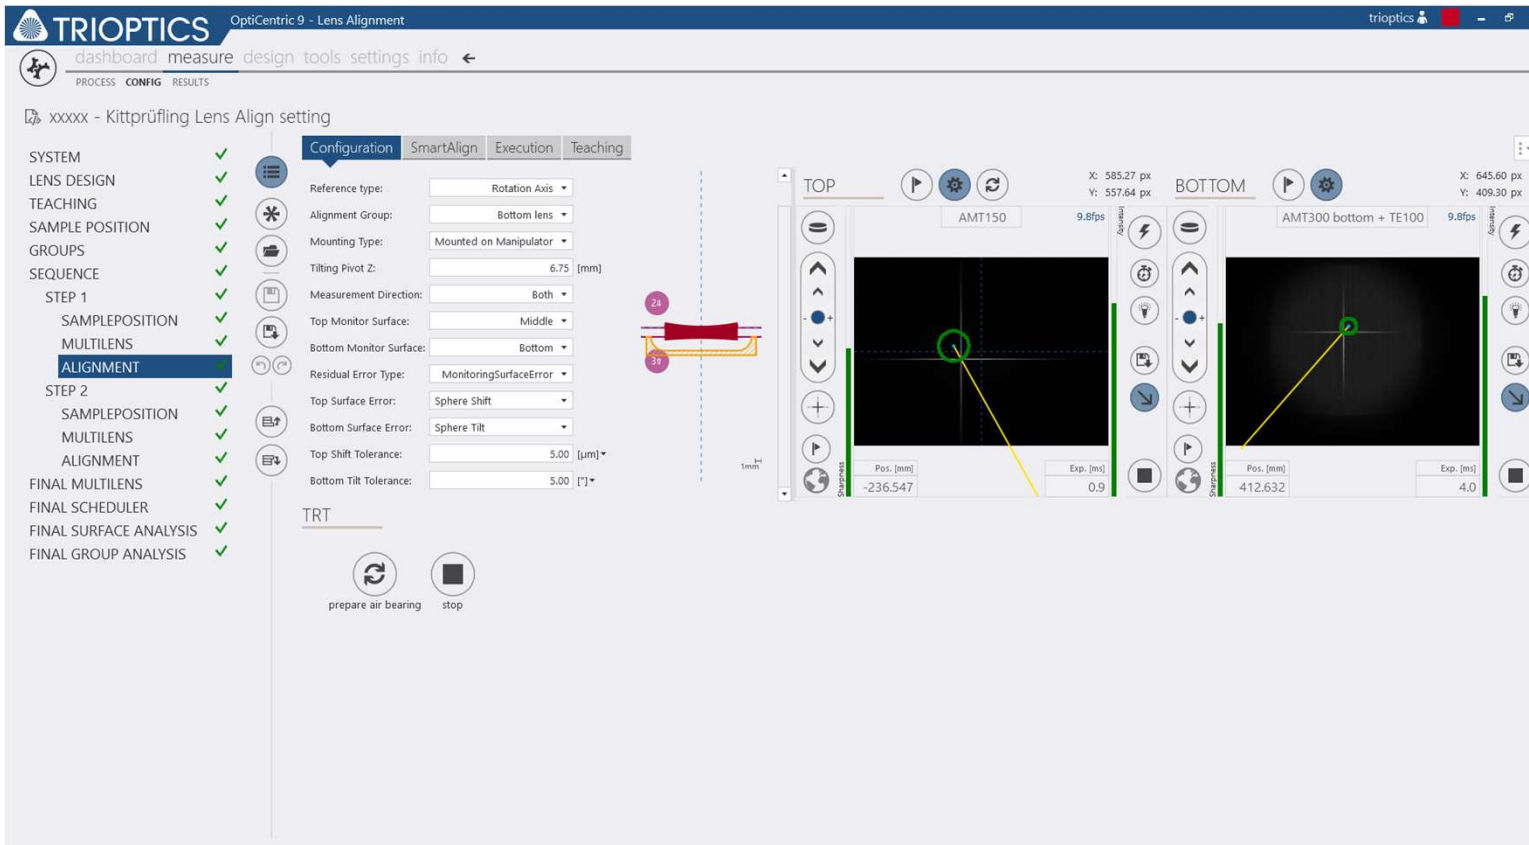 TRIOPTICS
OptiCentric 9 - Lens Alignment
trioptics
dashboard measure design tools settings info
PROCESS CONFIG RESULTS
xxxxx - Kittprüfling Lens Align setting
SYSTEM
LENS DESIGN
TEACHING
SAMPLE POSITION
GROUPS
SEQUENCE
STEP 1
SAMPLEPOSITION
MULTILENS
ALIGNMENT
STEP 2
SAMPLEPOSITION
MULTILENS
ALIGNMENT
FINAL MULTILENS
FINAL SCHEDULER
FINAL SURFACE ANALYSIS
FINAL GROUP ANALYSIS
Configuration SmartAlign Execution Teaching
Reference type: Rotation Axis
Alignment Group: Bottom lens
Mounting Type: Mounted on Manipulator
Tilting Pivot Z: 6.75 [mm]
Measurement Direction: Both
Top Monitor Surface: Middle
Bottom Monitor Surface: Bottom
Residual Error Type: MonitoringSurfaceError
Top Surface Error: Sphere Shift
Bottom Surface Error: Sphere Tilt
Top Shift Tolerance: 5.00 [µm]
Bottom Tilt Tolerance: 5.00 ["]
1mm
TRT
prepare air bearing
stop
TOP
X: 585.27 px
Y: 557.64 px
AMT150
9.8fps
Intensity
- +
Sharpness
Pos. [mm]
-236.547
Exp. [ms]
0.9
BOTTOM
X: 645.60 px
Y: 409.30 px
AMT300 bottom + TE100
9.8fps
Intensity
- +
Sharpness
Pos. [mm]
412.632
Exp. [ms]
4.0